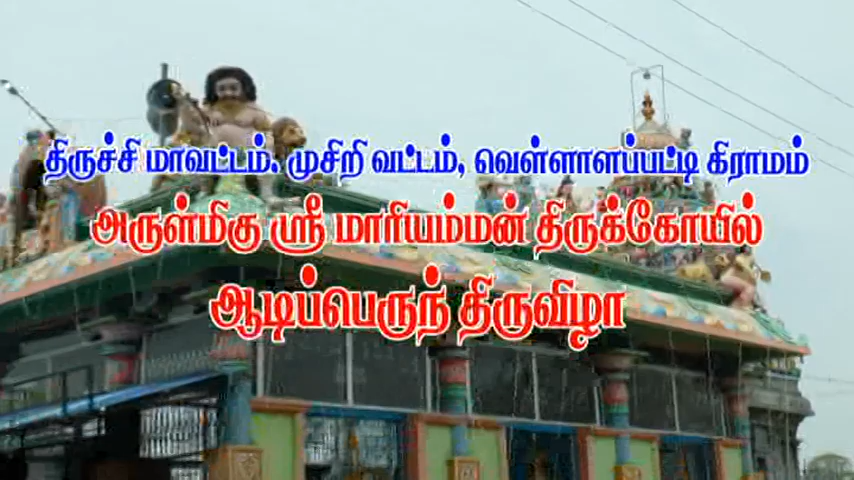 திருச்சி மாவட்டம். முசிறி வட்டம், வெள்ளாளப்பட்டி கிராமம்
அருள்மிகு ஸ்ரீ மாரியம்மன் திருக்கோயில்
ஆடிப்பெருந் திருவிழா